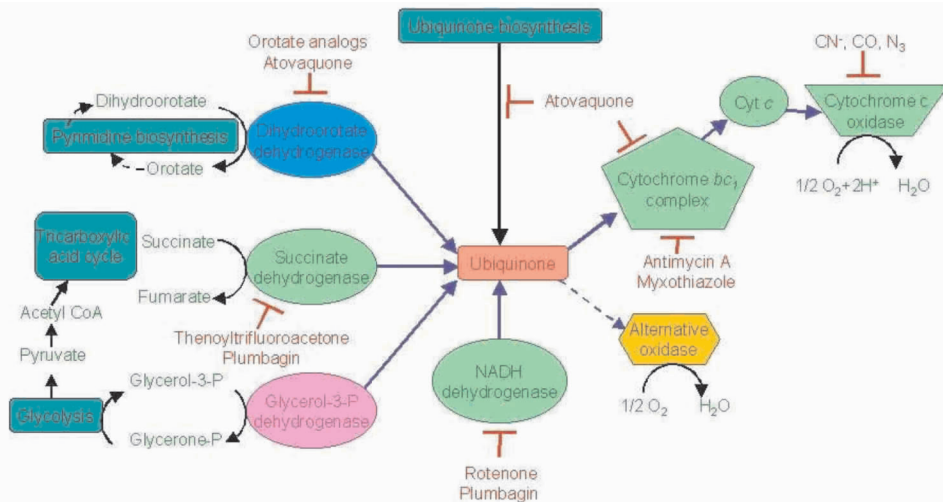 Ubiquinone biosynthesis
Orotate analogs
Atovaquone
CN-, CO, N3
Dihydroorotate
Atovaquone
Cyt c
Cytochrome c
oxidase
Pyrimidine biosynthesis
Dihydroorotate
dehydrogenase
Orotate
Cytochrome bc1
complex
1/2 O2+2H+
H2O
Tricarboxylic
acid cycle
Succinate
Succinate
dehydrogenase
Ubiquinone
Antimycin A
Myxothiazole
Fumarate
Acetyl CoA
Thenoyltrifluoroacetone
Plumbagin
Alternative
oxidase
Pyruvate
NADH
dehydrogenase
Glycerol-3-P
Glycerol-3-P
dehydrogenase
1/2 O2
H2O
Glycolysis
Glycerone-P
Rotenone
Plumbagin